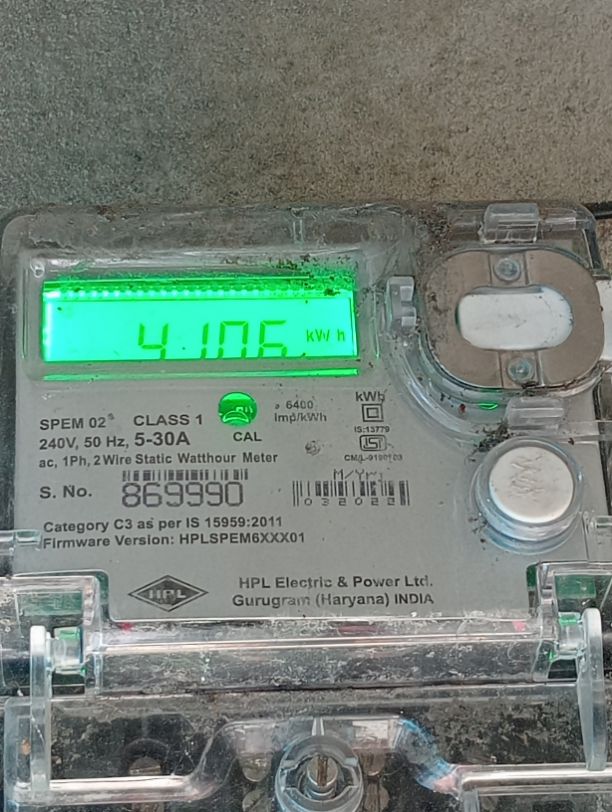 4106 kWh
SPEM 02 CLASS 1
240V, 50 Hz, 5-30A
ac, 1Ph, 2 Wire Static Watthour Meter
CAL
6400
imp/kWh
kWh
IS:13779
ISI
S. No. 869990
M/Yr.
032022
Category C3 as per IS 15959:2011
Firmware Version: HPLSPEM6XXX01
HPL
HPL Electric & Power Ltd.
Gurugram (Haryana) INDIA